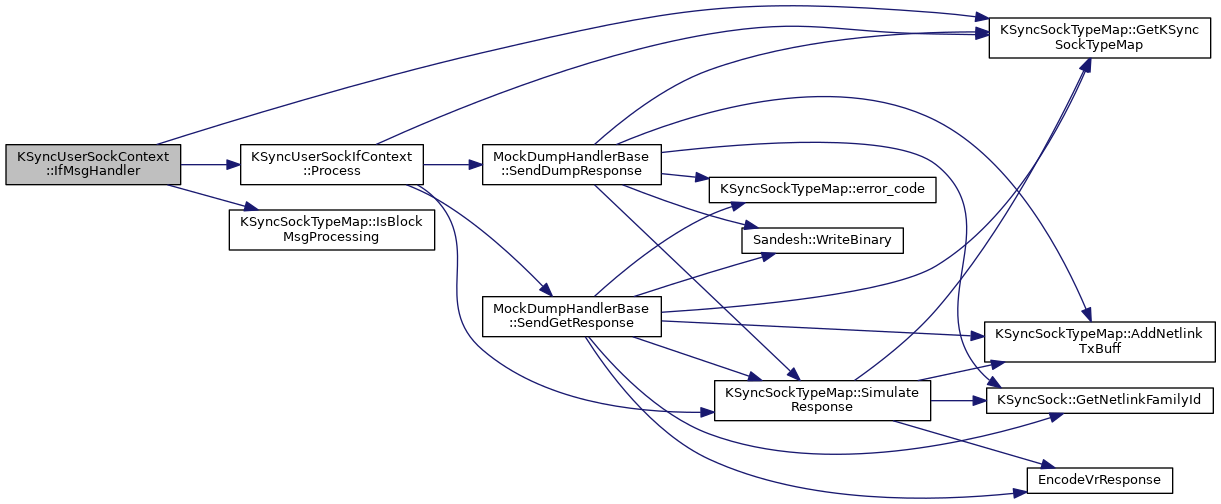 KSyncUserSockContext
::IfMsgHandler
KSyncUserSockIfContext
::Process
KSyncSockTypeMap::IsBlock
MsgProcessing
MockDumpHandlerBase
::SendDumpResponse
MockDumpHandlerBase
::SendGetResponse
KSyncSockTypeMap::error_code
Sandesh::WriteBinary
KSyncSockTypeMap::Simulate
Response
KSyncSockTypeMap::GetKSync
SockTypeMap
KSyncSockTypeMap::AddNetlink
TxBuff
KSyncSock::GetNetlinkFamilyId
EncodeVrResponse